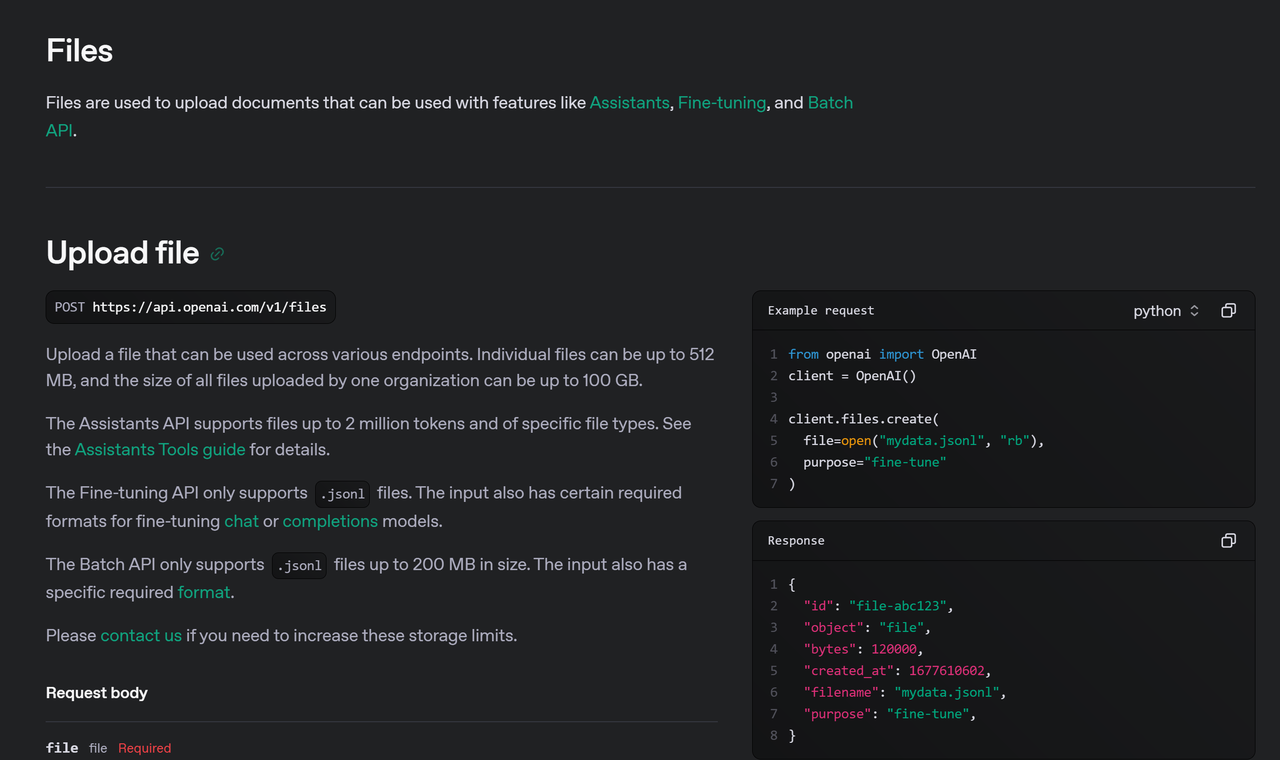 Files
Files are used to upload documents that can be used with features like Assistants, Fine-tuning, and Batch
API.
Upload file
POST https://api.openai.com/v1/files
Upload a file that can be used across various endpoints. Individual files can be up to 512
MB, and the size of all files uploaded by one organization can be up to 100 GB.
The Assistants API supports files up to 2 million tokens and of specific file types. See
the Assistants Tools guide for details.
The Fine-tuning API only supports .jsonl files. The input also has certain required
formats for fine-tuning chat or completions models.
The Batch API only supports .jsonl files up to 200 MB in size. The input also has a
specific required format.
Please contact us if you need to increase these storage limits.
Request body
file file Required
Example request python
1 from openai import OpenAI
2 client = OpenAI()
3
4 client.files.create(
5   file=open("mydata.jsonl", "rb"),
6   purpose="fine-tune"
7 )
Response
1 {
2   "id": "file-abc123",
3   "object": "file",
4   "bytes": 120000,
5   "created_at": 1677610602,
6   "filename": "mydata.jsonl",
7   "purpose": "fine-tune",
8 }